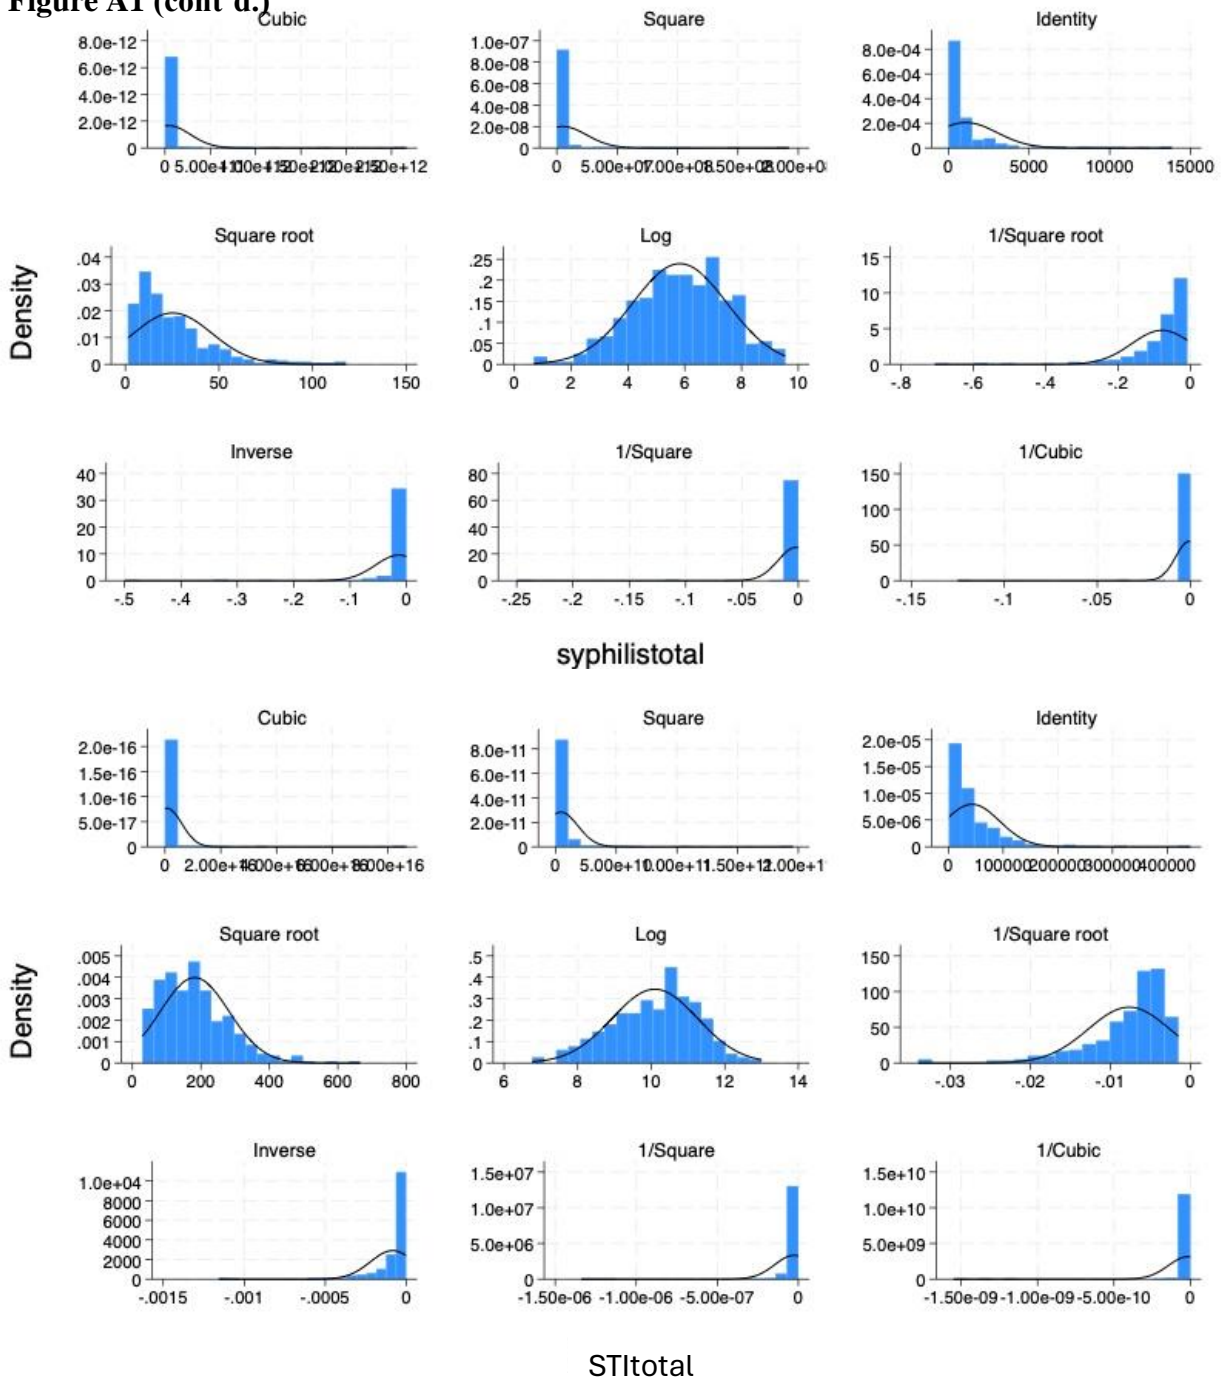 Figure A1 (cont'd.)
Cubic Square Identity
8.0e-12 6.0e-12 4.0e-12 2.0e-12 0
1.0e-07 8.0e-08 6.0e-08 4.0e-08 2.0e-08 0
8.0e-04 6.0e-04 4.0e-04 2.0e-04 0
0
0
0 5000 10000 15000
Density
Square root Log 1/Square root
.04 .03 .02 .01 0
.25 .2 .15 .1 .05 0
15 10 5 0
0 50 100 150
0 2 4 6 8 10
-.8 -.6 -.4 -.2 0
Inverse 1/Square 1/Cubic
40 30 20 10 0
80 60 40 20 0
150 100 50 0
-.5 -.4 -.3 -.2 -.1 0
-.25 -.2 -.15 -.1 -.05 0
-.15 -.1 -.05 0
syphilistotal
Cubic Square Identity
2.0e-16 1.5e-16 1.0e-16 5.0e-17 0
8.0e-11 6.0e-11 4.0e-11 2.0e-11 0
2.0e-05 1.5e-05 1.0e-05 5.0e-06 0
0
0
0 100000 200000 300000 400000
Density
Square root Log 1/Square root
.005 .004 .003 .002 .001 0
.5 .4 .3 .2 .1 0
150 100 50 0
0 200 400 600 800
6 8 10 12 14
-.03 -.02 -.01 0
Inverse 1/Square 1/Cubic
1.0e+04 8000 6000 4000 2000 0
1.5e+07 1.0e+07 5.0e+06 0
1.5e+10 1.0e+10 5.0e+09 0
-.0015 -.001 -.0005 0
-1.50e-06 -1.00e-06 -5.00e-07 0
-1.50e-09 -1.00e-09 -5.00e-10 0
STItotal